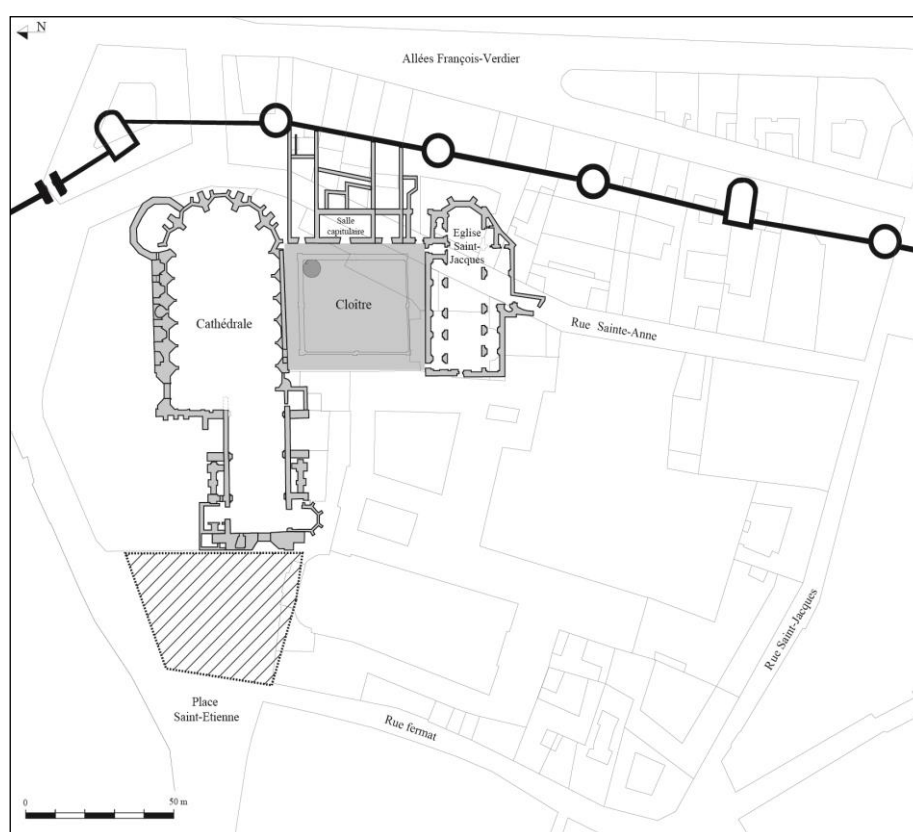 N
Allées François-Verdier
Salle
capitulaire
Eglise
Saint-
Jacques
Cloître
Cathédrale
Rue Sainte-Anne
Rue Saint-Jacques
Place
Saint-Etienne
Rue fermat
0
50 m